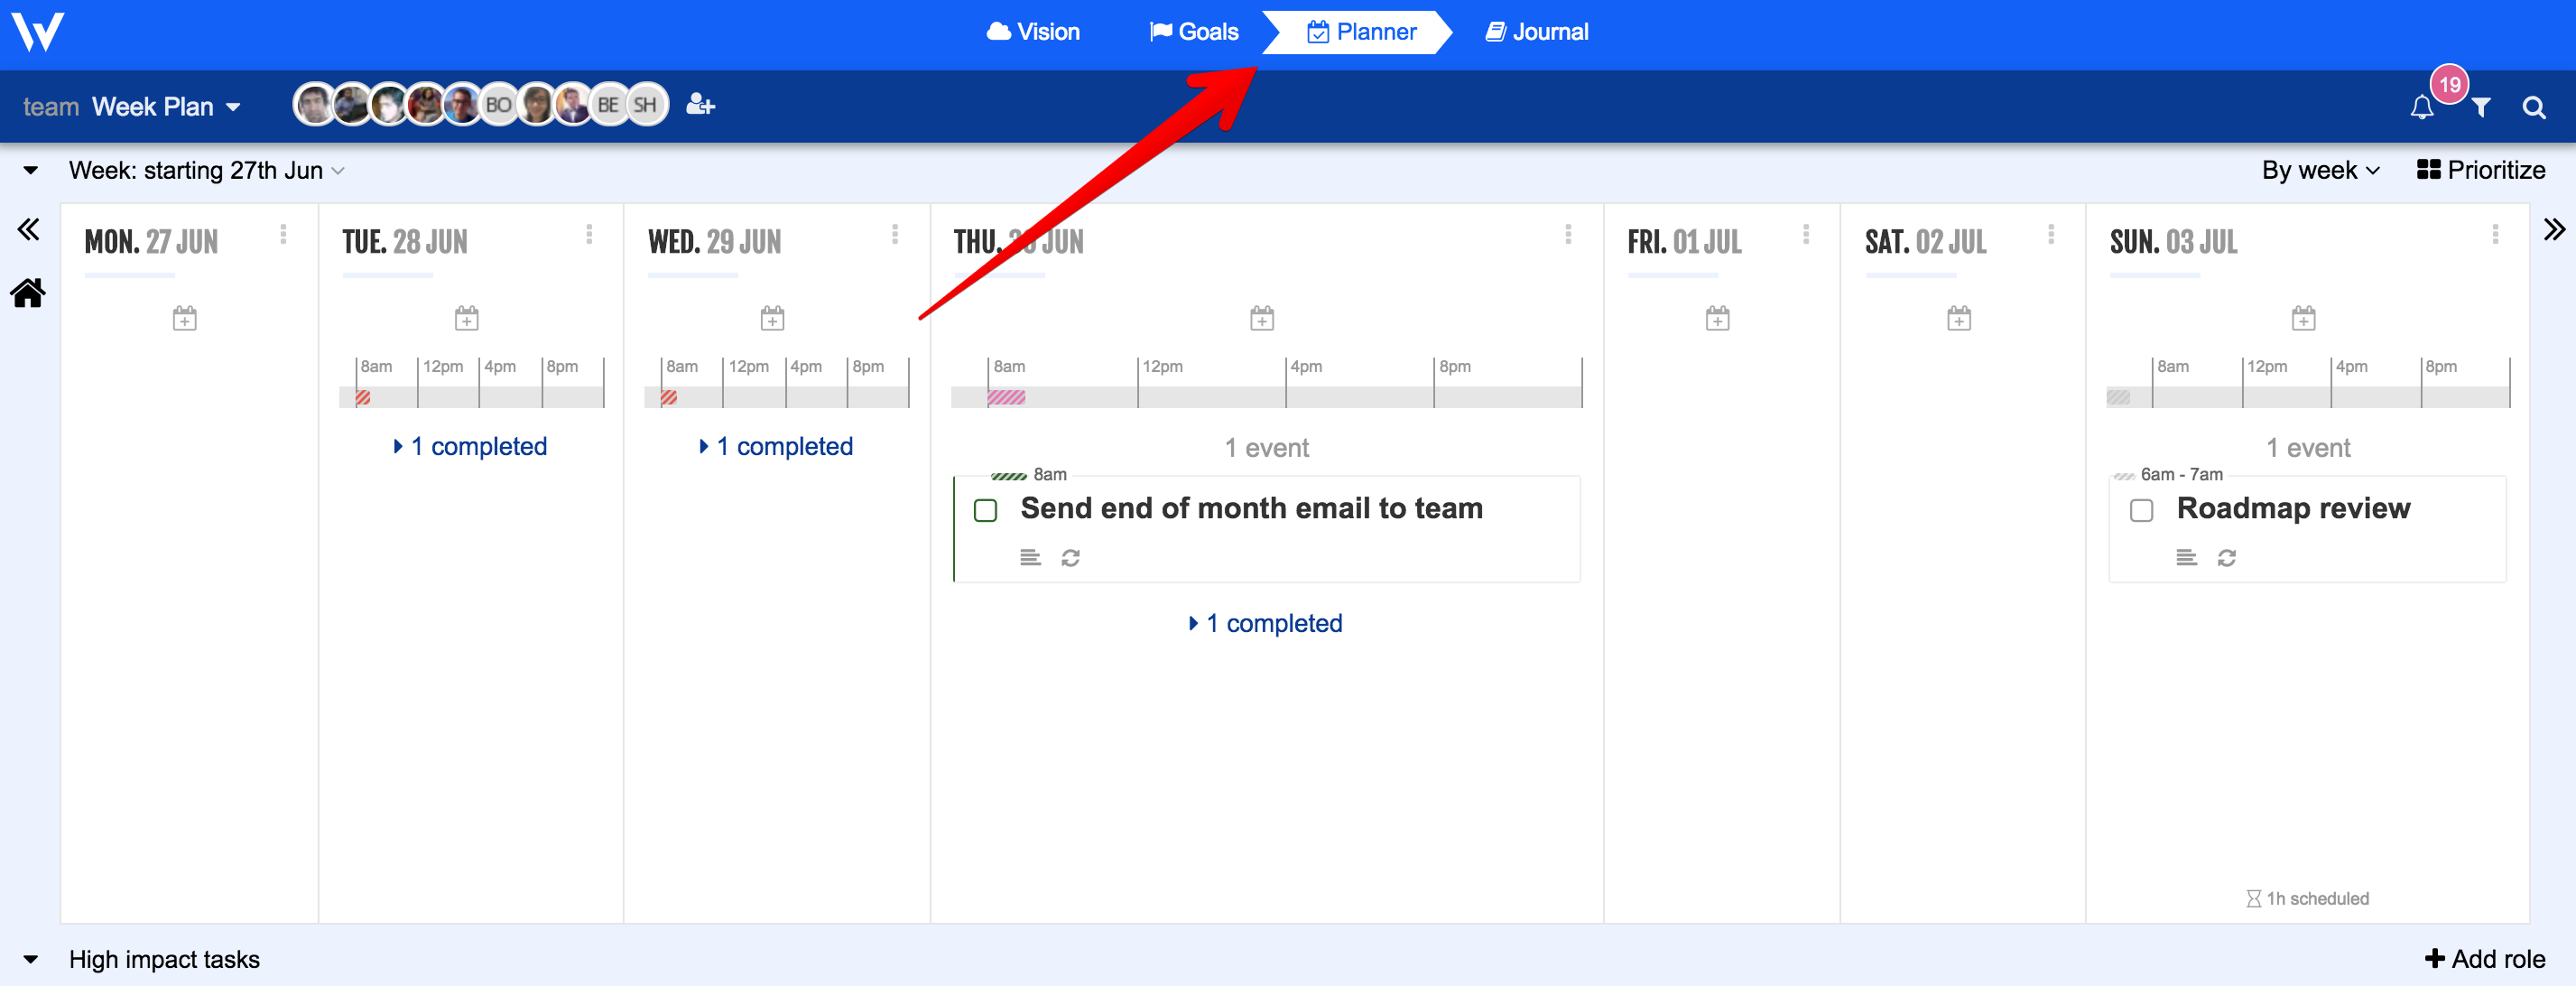 Vision Goals Planner Journal
team Week Plan BO BE SH 19
Week: starting 27th Jun By week Prioritize
MON. 27 JUN TUE. 28 JUN WED. 29 JUN THU. 30 JUN FRI. 01 JUL SAT. 02 JUL SUN. 03 JUL
8am 12pm 4pm 8pm 8am 12pm 4pm 8pm 8am 12pm 4pm 8pm 8am 12pm 4pm 8pm
1 completed 1 completed 1 event 1 event
8am 6am - 7am
Send end of month email to team Roadmap review
1 completed
1h scheduled
High impact tasks Add role